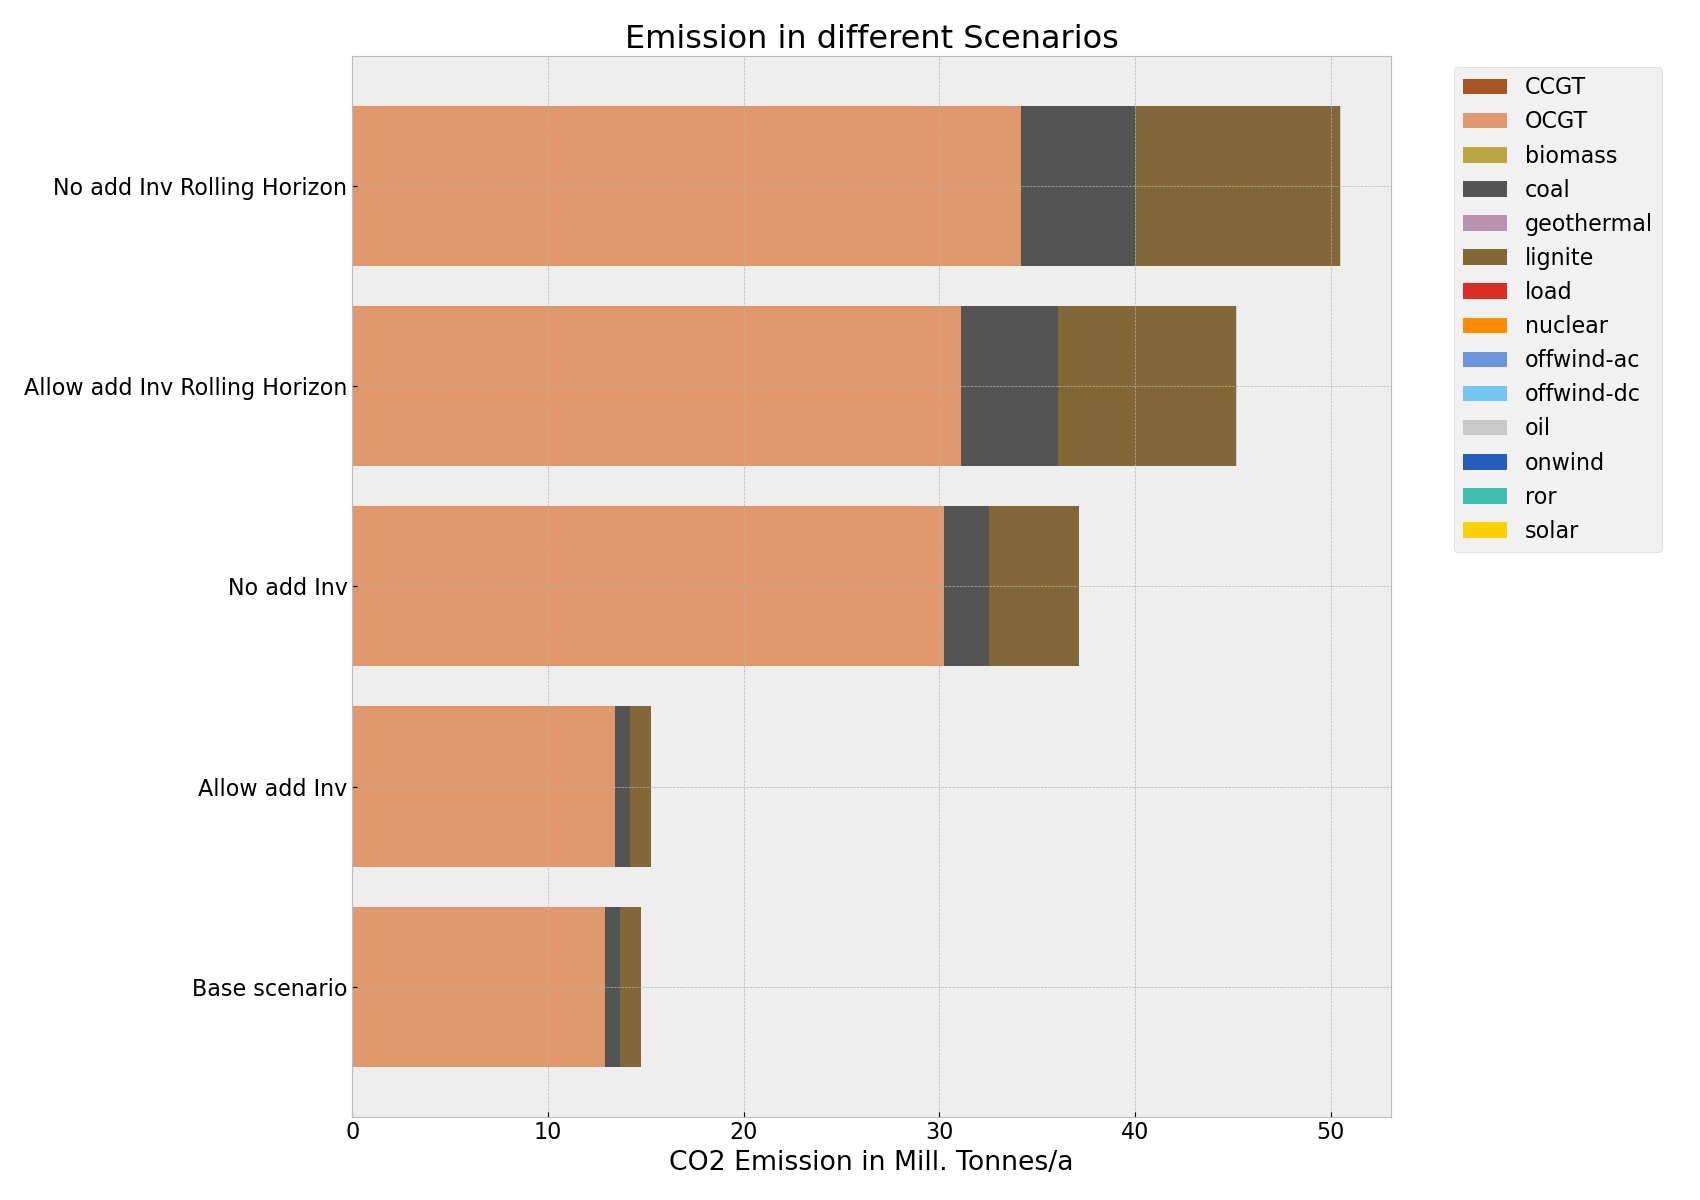 Emission in different Scenarios
No add Inv Rolling Horizon
Allow add Inv Rolling Horizon
No add Inv
Allow add Inv
Base scenario
0 10 20 30 40 50
CO2 Emission in Mill. Tonnes/a
CCGT
OCGT
biomass
coal
geothermal
lignite
load
nuclear
offwind-ac
offwind-dc
oil
onwind
ror
solar